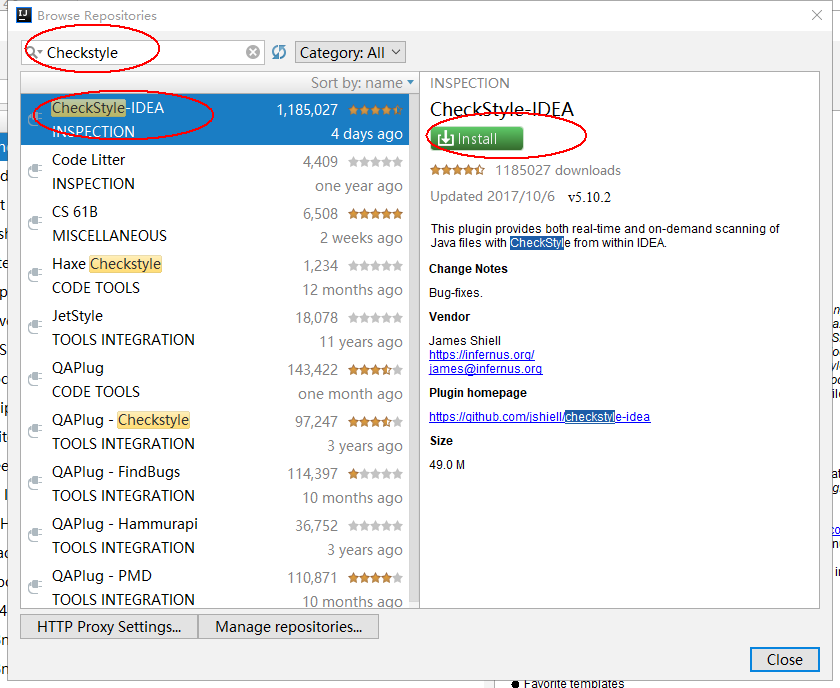 Browse Repositories
Checkstyle
Category: All
Sort by: name
CheckStyle-IDEA 1,185,027
INSPECTION 4 days ago
Code Litter 4,409
INSPECTION one year ago
CS 61B 6,508
MISCELLANEOUS 2 weeks ago
Haxe Checkstyle 1,234
CODE TOOLS 12 months ago
JetStyle 18,078
TOOLS INTEGRATION 11 years ago
QAPlug 143,422
CODE TOOLS one month ago
QAPlug - Checkstyle 97,247
TOOLS INTEGRATION 3 years ago
QAPlug - FindBugs 114,397
TOOLS INTEGRATION 10 months ago
QAPlug - Hammurapi 36,752
TOOLS INTEGRATION 3 years ago
QAPlug - PMD 110,871
TOOLS INTEGRATION 10 months ago
INSPECTION
CheckStyle-IDEA
Install
1185027 downloads
Updated 2017/10/6 v5.10.2
This plugin provides both real-time and on-demand scanning of
Java files with CheckStyle from within IDEA.
Change Notes
Bug-fixes.
Vendor
James Shiell
https://infernus.org/
james@infernus.org
Plugin homepage
https://github.com/jshiell/checkstyle-idea
Size
49.0 M
HTTP Proxy Settings...
Manage repositories...
Close
Favorite templates